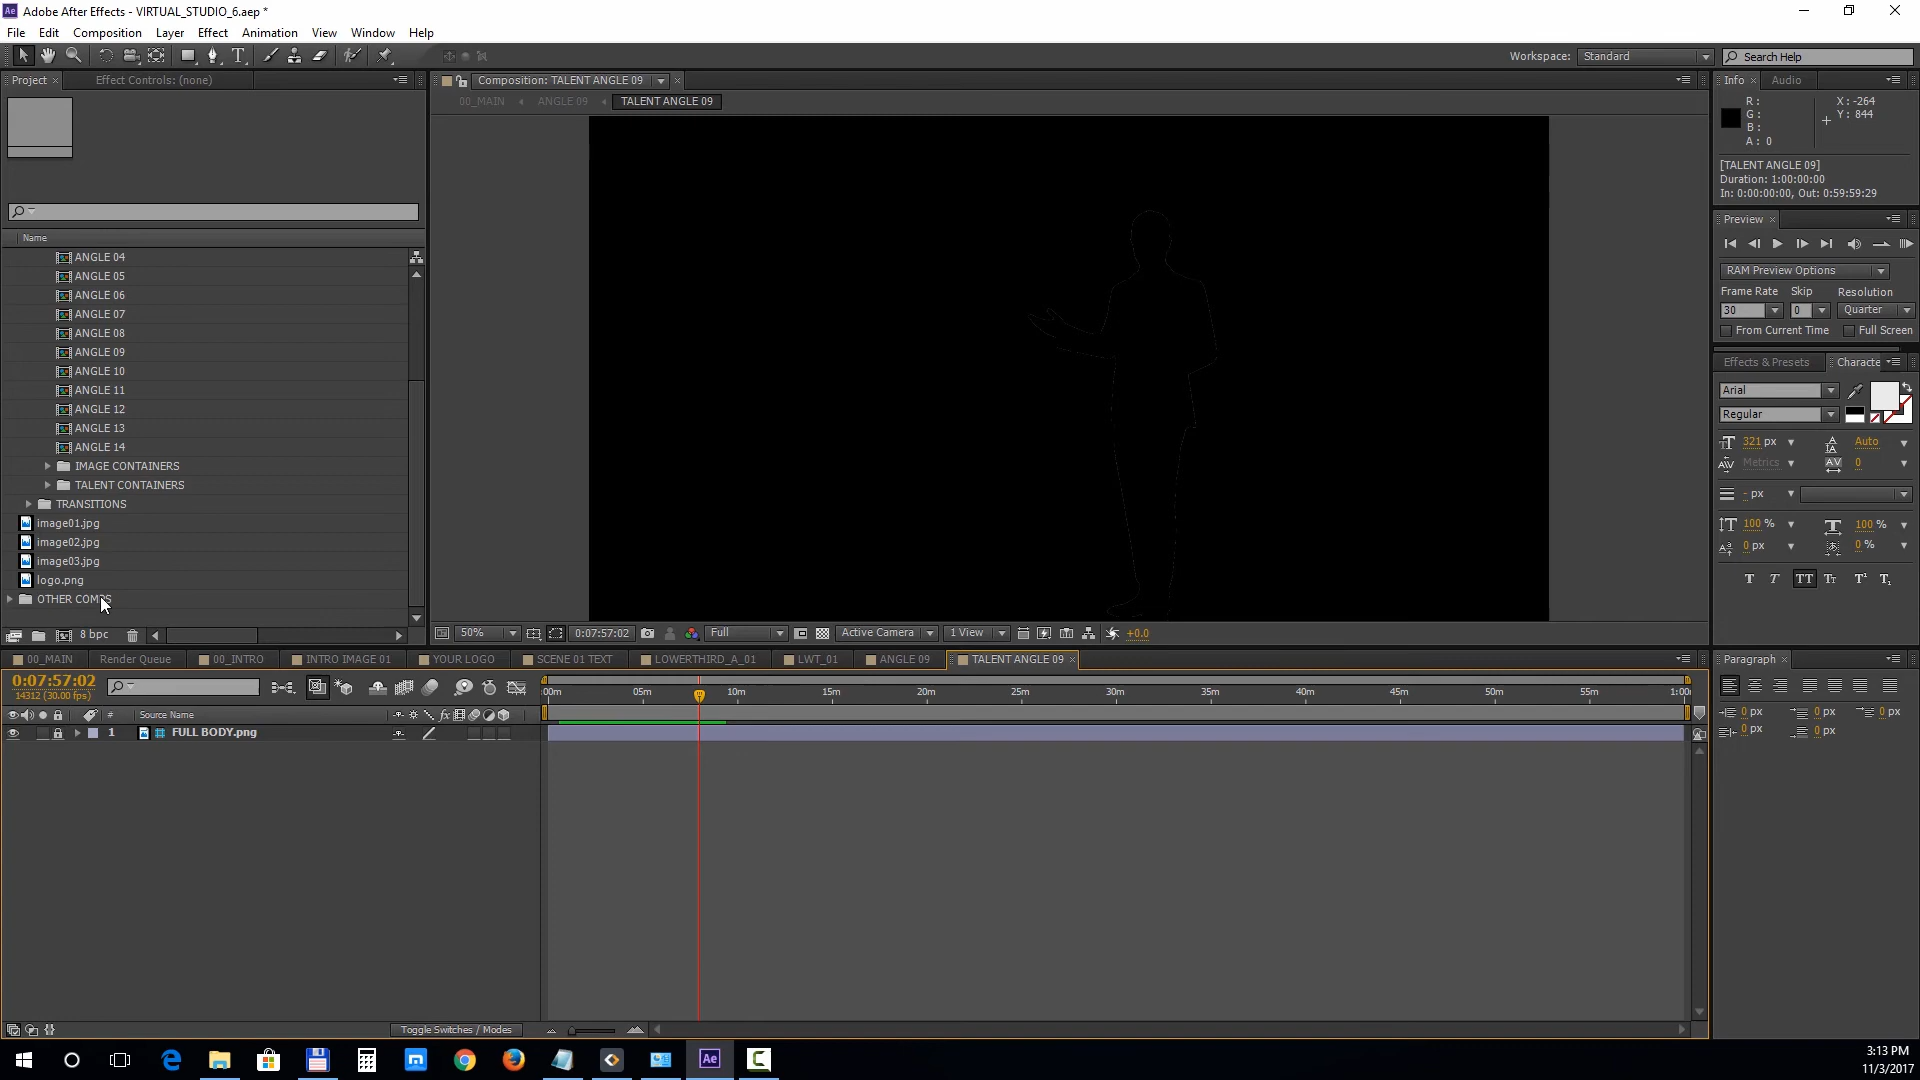 Adobe After Effects - VIRTUAL_STUDIO_6.aep *
File Edit Composition Layer Effect Animation View Window Help
Workspace: Standard Search Help
Project Effect Controls: (none)
Composition: TALENT ANGLE 09
00_MAIN ANGLE 09 TALENT ANGLE 09
Name
ANGLE 04
ANGLE 05
ANGLE 06
ANGLE 07
ANGLE 08
ANGLE 09
ANGLE 10
ANGLE 11
ANGLE 12
ANGLE 13
ANGLE 14
IMAGE CONTAINERS
TALENT CONTAINERS
TRANSITIONS
image01.jpg
image02.jpg
image03.jpg
logo.png
OTHER COMPS
8 bpc
50% 0:07:57:02 Full Active Camera 1 View +0.0
Info Audio
R: X: -264
G: Y: 844
B:
A: 0
[TALENT ANGLE 09]
Duration: 1:00:00:00
In: 0:00:00:00, Out: 0:59:59:29
Preview
RAM Preview Options
Frame Rate Skip Resolution
30 0 Quarter
From Current Time Full Screen
Effects & Presets Characte
Arial
Regular
321 px Auto
Metrics 0
- px
100 % 100 %
0 px 0 %
T T TT Tt T¹ T₁
00_MAIN Render Queue 00_INTRO INTRO IMAGE 01 YOUR LOGO SCENE 01 TEXT LOWERTHIRD_A_01 LWT_01 ANGLE 09 TALENT ANGLE 09
0:07:57:02
14312 (30.00 fps)
:00m 05m 10m 15m 20m 25m 30m 35m 40m 45m 50m 55m 1:00
# Source Name
1 FULL BODY.png
Toggle Switches / Modes
Paragraph
0 px 0 px 0 px
0 px 0 px
3:13 PM
11/3/2017